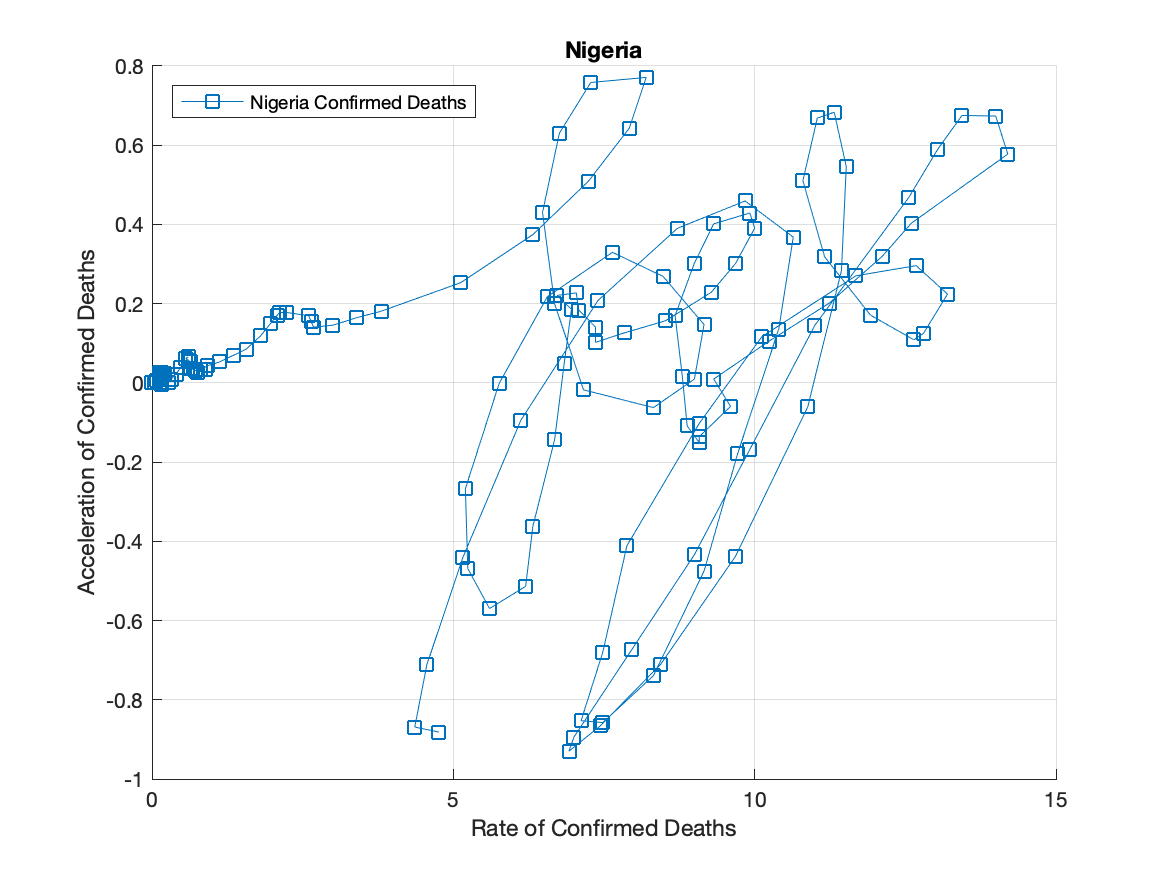 Nigeria
Nigeria Confirmed Deaths
0.8
0.6
0.4
0.2
0
-0.2
-0.4
-0.6
-0.8
-1
0 5 10 15
Acceleration of Confirmed Deaths
Rate of Confirmed Deaths